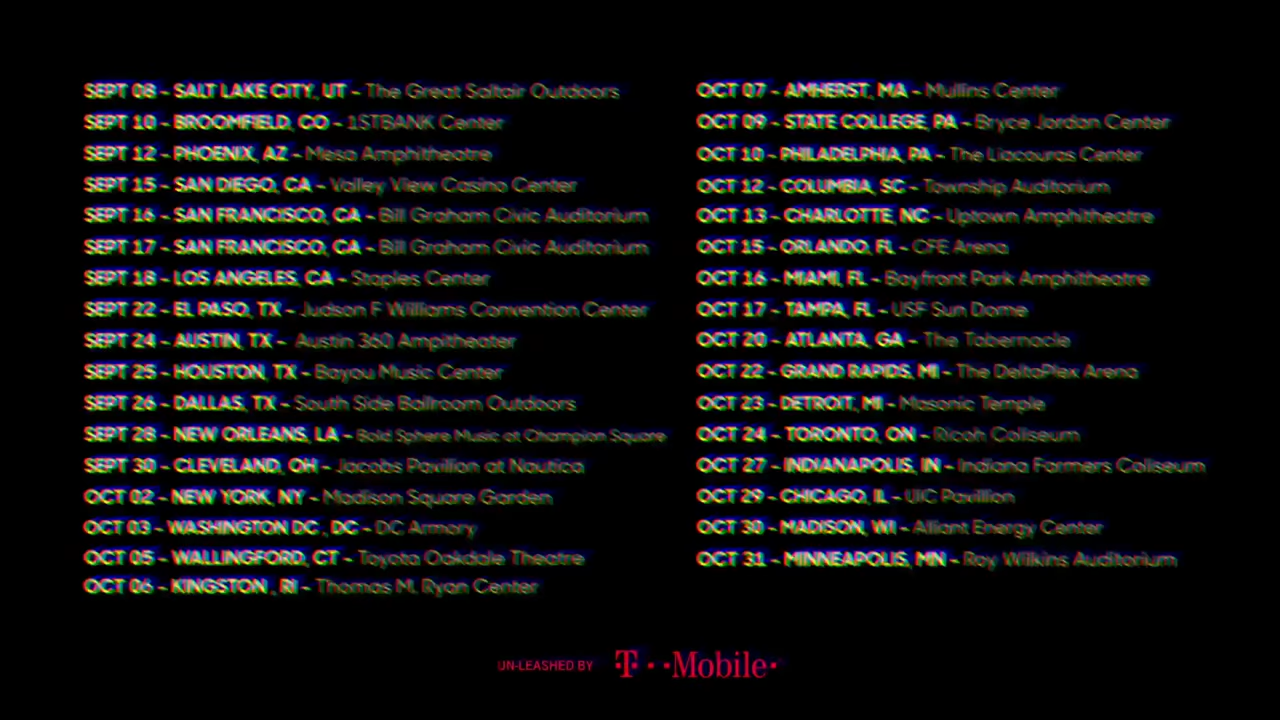 SEPT 08 - SALT LAKE CITY, UT - The Great Saltair Outdoors
SEPT 10 - BROOMFIELD, CO - 1STBANK Center
SEPT 12 - PHOENIX, AZ - Mesa Amphitheatre
SEPT 15 - SAN DIEGO, CA - Valley View Casino Center
SEPT 16 - SAN FRANCISCO, CA - Bill Graham Civic Auditorium
SEPT 17 - SAN FRANCISCO, CA - Bill Graham Civic Auditorium
SEPT 18 - LOS ANGELES, CA - Staples Center
SEPT 22 - EL PASO, TX - Judson F Williams Convention Center
SEPT 24 - AUSTIN, TX - Austin 360 Ampitheater
SEPT 25 - HOUSTON, TX - Bayou Music Center
SEPT 26 - DALLAS, TX - South Side Ballroom Outdoors
SEPT 28 - NEW ORLEANS, LA - Bold Sphere Music at Champion Square
SEPT 30 - CLEVELAND, OH - Jacobs Pavilion at Nautica
OCT 02 - NEW YORK, NY - Madison Square Garden
OCT 03 - WASHINGTON DC , DC - DC Armory
OCT 05 - WALLINGFORD, CT - Toyota Oakdale Theatre
OCT 06 - KINGSTON , RI - Thomas M. Ryan Center
OCT 07 - AMHERST, MA - Mullins Center
OCT 09 - STATE COLLEGE, PA - Bryce Jordan Center
OCT 10 - PHILADELPHIA, PA - The Liacouras Center
OCT 12 - COLUMBIA, SC - Township Auditorium
OCT 13 - CHARLOTTE, NC - Uptown Amphitheatre
OCT 15 - ORLANDO, FL - CFE Arena
OCT 16 - MIAMI, FL - Bayfront Park Amphitheatre
OCT 17 - TAMPA, FL - USF Sun Dome
OCT 20 - ATLANTA, GA - The Tabernacle
OCT 22 - GRAND RAPIDS, MI - The DeltaPlex Arena
OCT 23 - DETROIT, MI - Masonic Temple
OCT 24 - TORONTO, ON - Ricoh Coliseum
OCT 27 - INDIANAPOLIS, IN - Indiana Farmers Coliseum
OCT 29 - CHICAGO, IL - UIC Pavillion
OCT 30 - MADISON, WI - Alliant Energy Center
OCT 31 - MINNEAPOLIS, MN - Roy Wilkins Auditorium
UN-LEASHED BY T··Mobile·